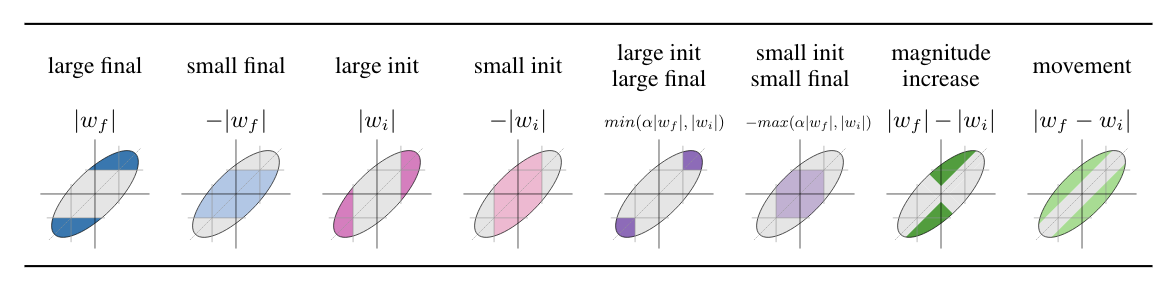 large final
small final
large init
small init
large init
large final
small init
small final
magnitude
increase
movement
|w_f|
−|w_f|
|w_i|
−|w_i|
min(α|w_f|, |w_i|)
−max(α|w_f|, |w_i|)
|w_f| − |w_i|
|w_f − w_i|